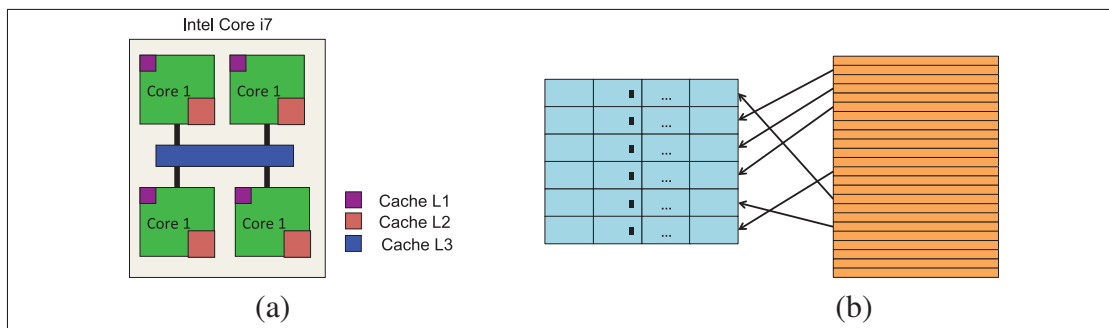 Intel Core i7
Core 1
Core 1
Core 1
Core 1
Cache L1
Cache L2
Cache L3
(a)
...
...
...
...
...
...
(b)